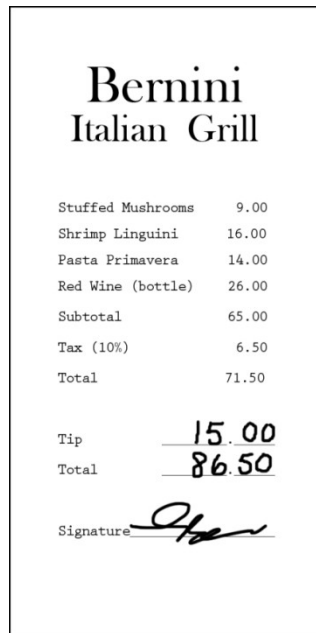 Bernini
Italian Grill
Stuffed Mushrooms 9.00
Shrimp Linguini 16.00
Pasta Primavera 14.00
Red Wine (bottle) 26.00
Subtotal 65.00
Tax (10%) 6.50
Total 71.50
Tip 15.00
Total 86.50
Signature